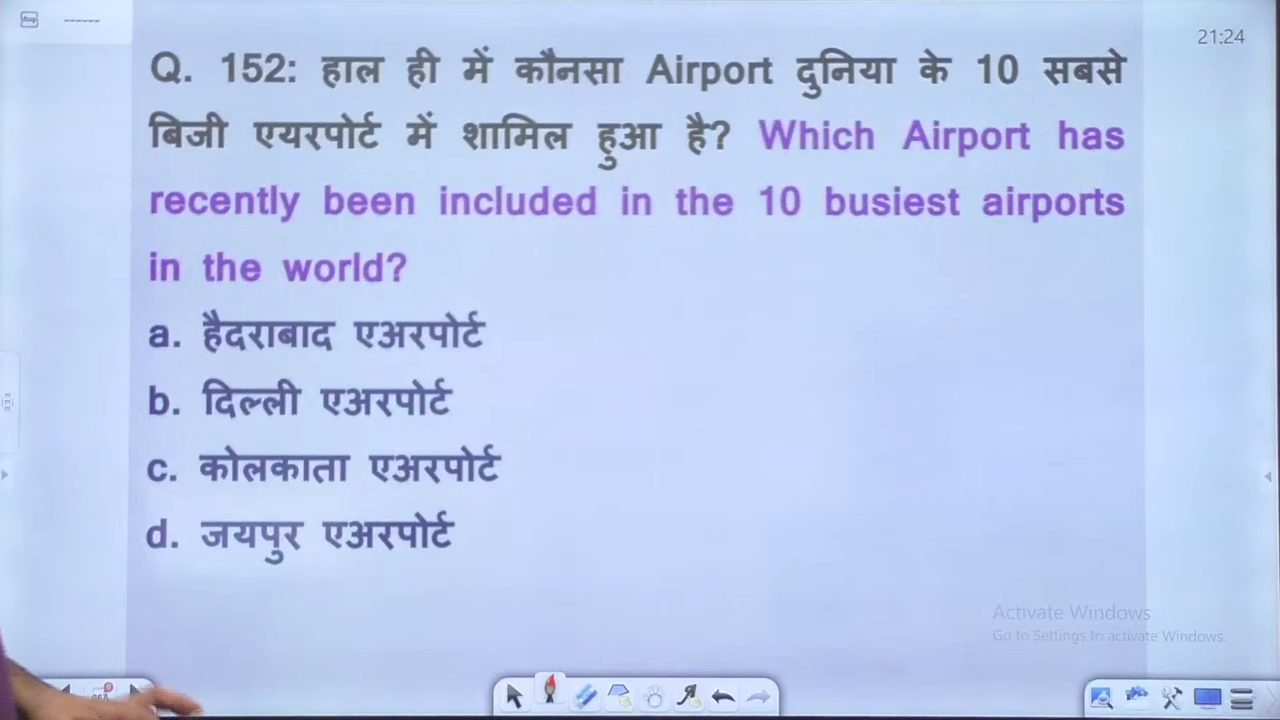 21:24
Q. 152: हाल ही में कौनसा Airport दुनिया के 10 सबसे
बिजी एयरपोर्ट में शामिल हुआ है? Which Airport has
recently been included in the 10 busiest airports
in the world?
a. हैदराबाद एअरपोर्ट
b. दिल्ली एअरपोर्ट
c. कोलकाता एअरपोर्ट
d. जयपुर एअरपोर्ट
Activate Windows
Go to Settings to activate Windows.